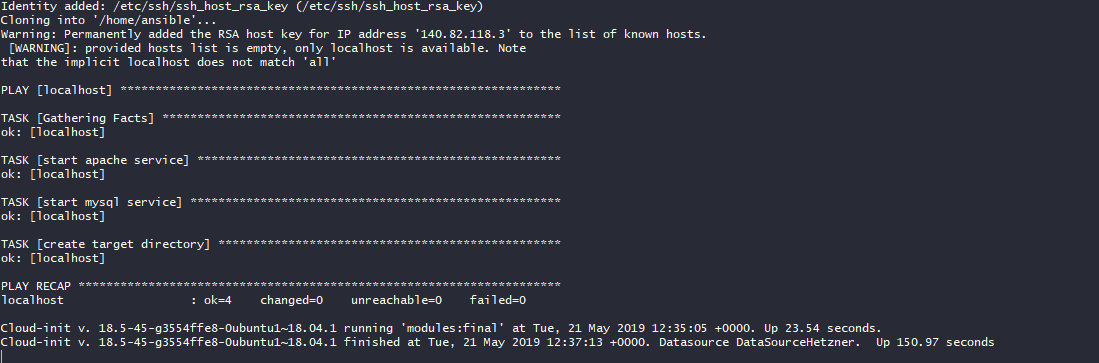 Identity added: /etc/ssh/ssh_host_rsa_key (/etc/ssh/ssh_host_rsa_key)
Cloning into '/home/ansible'...
Warning: Permanently added the RSA host key for IP address '140.82.118.3' to the list of known hosts.
 [WARNING]: provided hosts list is empty, only localhost is available. Note
that the implicit localhost does not match 'all'
PLAY [localhost] ***************************************************************
TASK [Gathering Facts] *********************************************************
ok: [localhost]
TASK [start apache service] ****************************************************
ok: [localhost]
TASK [start mysql service] *****************************************************
ok: [localhost]
TASK [create target directory] *************************************************
ok: [localhost]
PLAY RECAP *********************************************************************
localhost                  : ok=4    changed=0    unreachable=0    failed=0
Cloud-init v. 18.5-45-g3554ffe8-0ubuntu1~18.04.1 running 'modules:final' at Tue, 21 May 2019 12:35:05 +0000. Up 23.54 seconds.
Cloud-init v. 18.5-45-g3554ffe8-0ubuntu1~18.04.1 finished at Tue, 21 May 2019 12:37:13 +0000. Datasource DataSourceHetzner.  Up 150.97 seconds